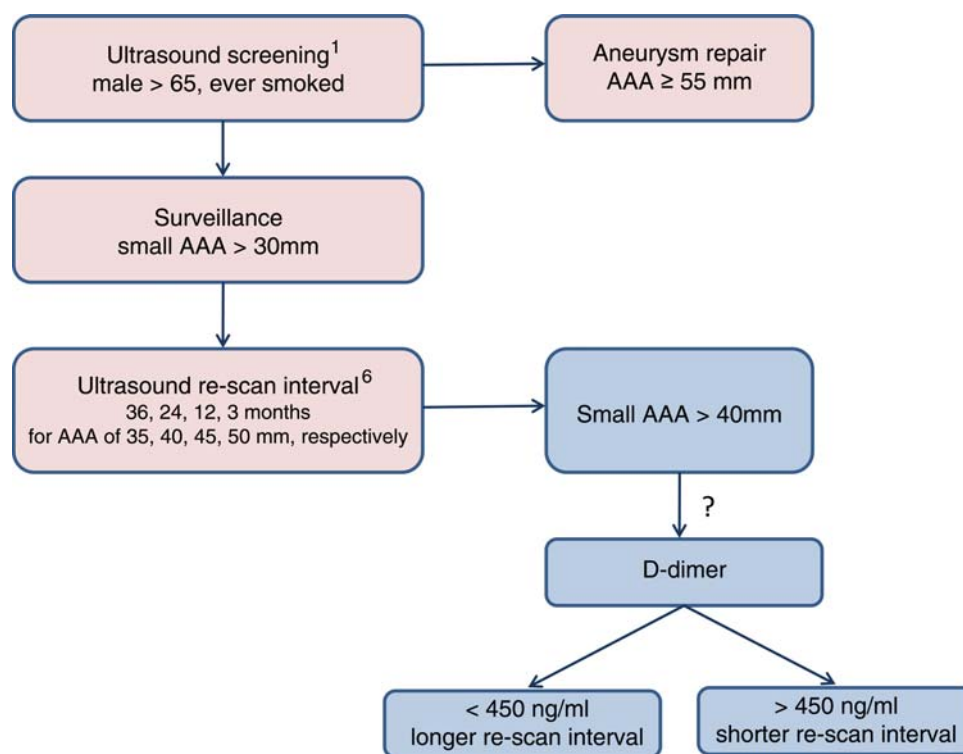 Ultrasound screening1
male > 65, ever smoked
Aneurysm repair
AAA ≥ 55 mm
Surveillance
small AAA > 30mm
Ultrasound re-scan interval6
36, 24, 12, 3 months
for AAA of 35, 40, 45, 50 mm, respectively
Small AAA > 40mm
?
D-dimer
< 450 ng/ml
longer re-scan interval
> 450 ng/ml
shorter re-scan interval